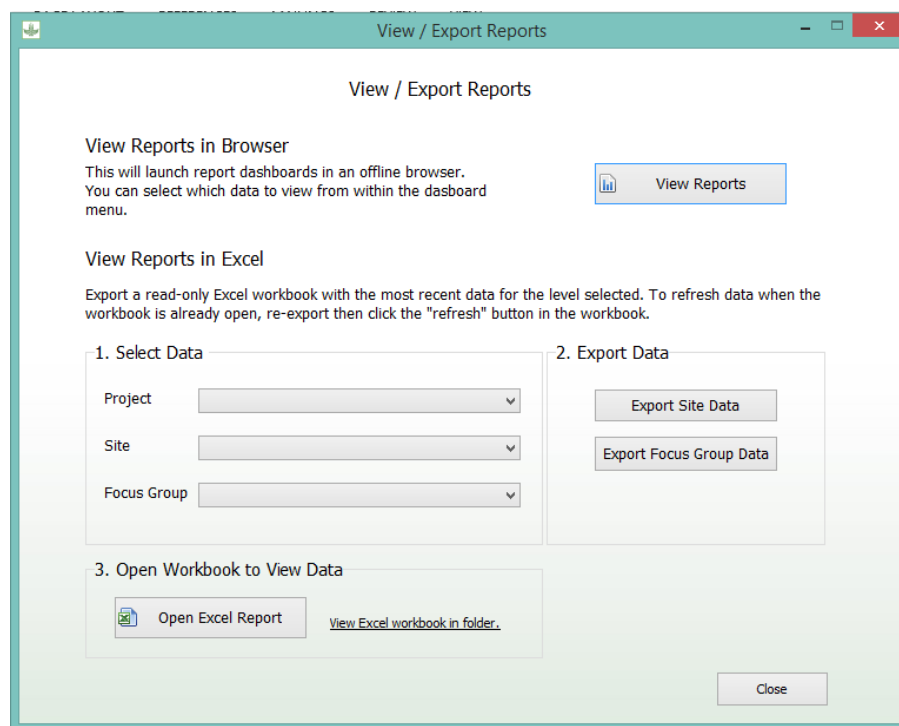 View / Export Reports
View / Export Reports
View Reports in Browser
This will launch report dashboards in an offline browser.
You can select which data to view from within the dasboard
menu.
View Reports
View Reports in Excel
Export a read-only Excel workbook with the most recent data for the level selected. To refresh data when the
workbook is already open, re-export then click the "refresh" button in the workbook.
1. Select Data
Project
Site
Focus Group
2. Export Data
Export Site Data
Export Focus Group Data
3. Open Workbook to View Data
Open Excel Report
View Excel workbook in folder.
Close